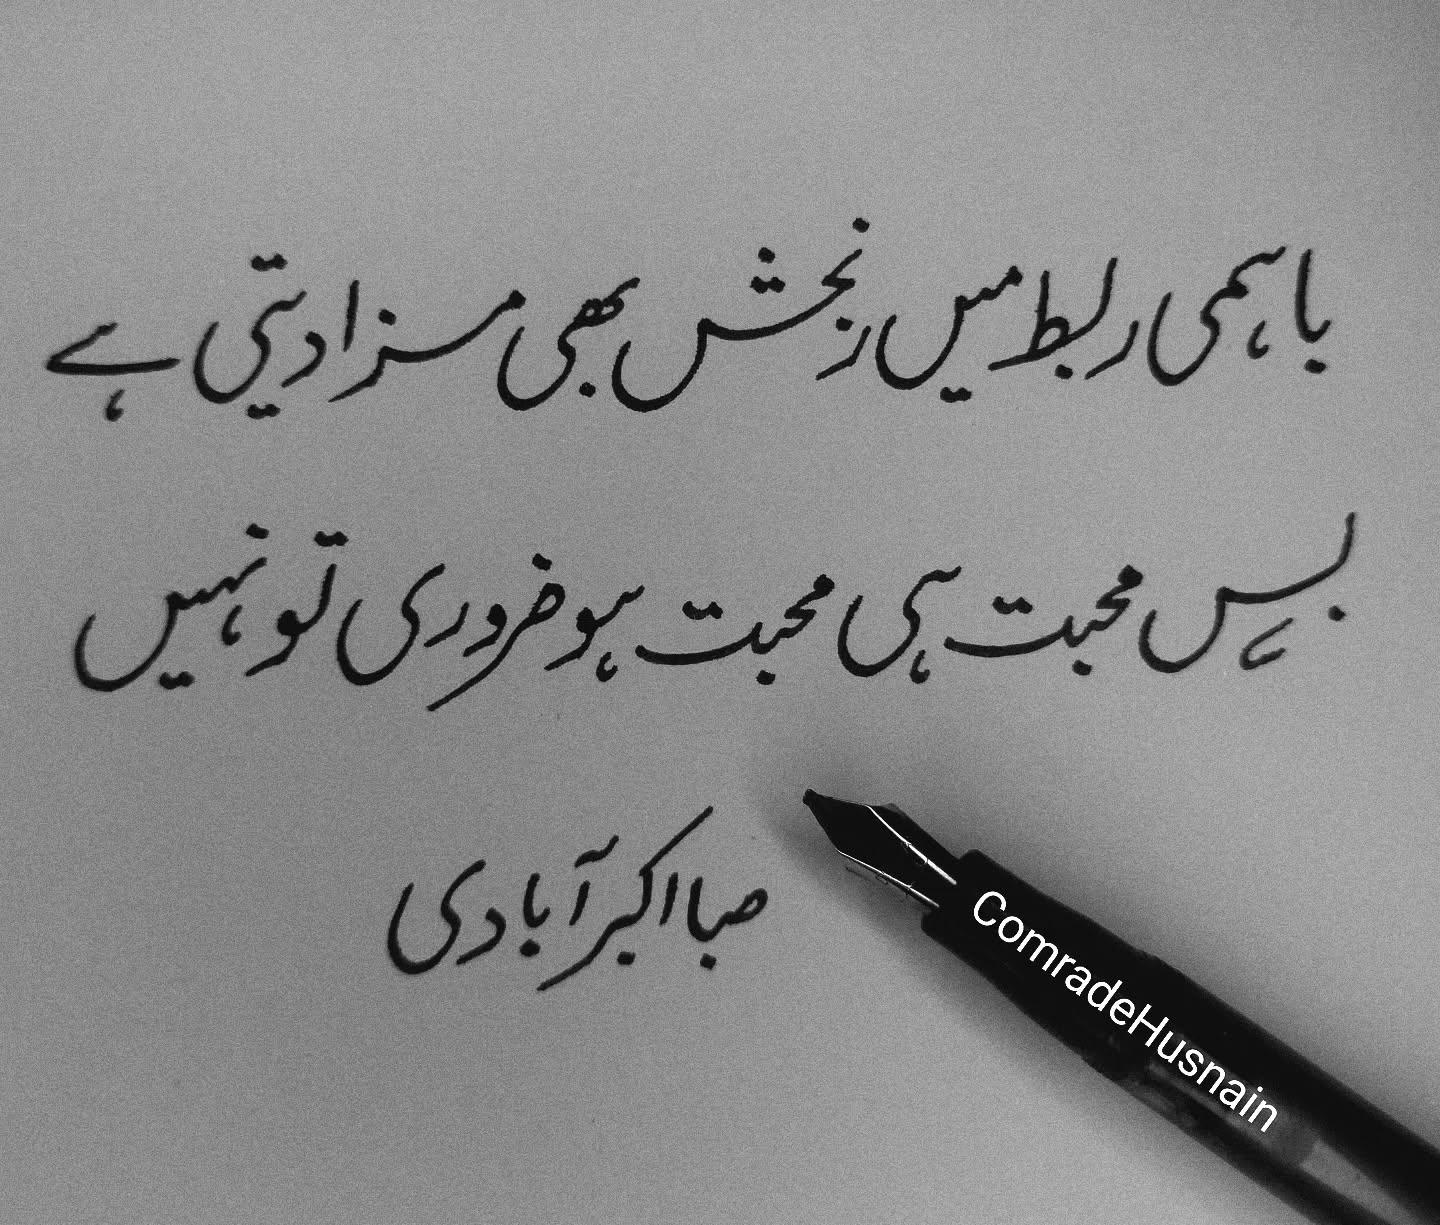 باہمی ربط میں رنجش بھی مزا دیتی ہے
بس محبت ہی محبت ہو ضروری تو نہیں
صبا اکبر آبادی
ComradeHusnain